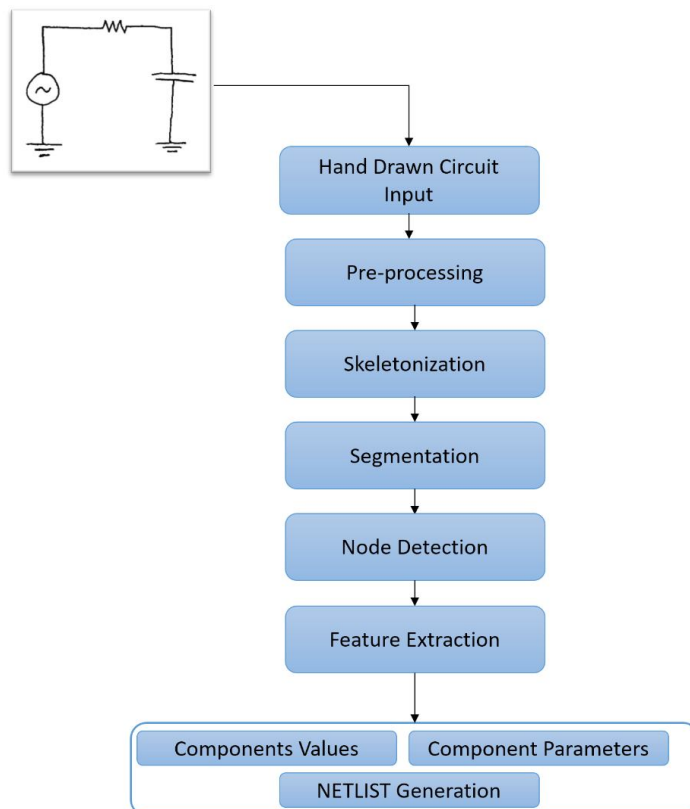 Hand Drawn Circuit
Input
Pre-processing
Skeletonization
Segmentation
Node Detection
Feature Extraction
Components Values
Component Parameters
NETLIST Generation